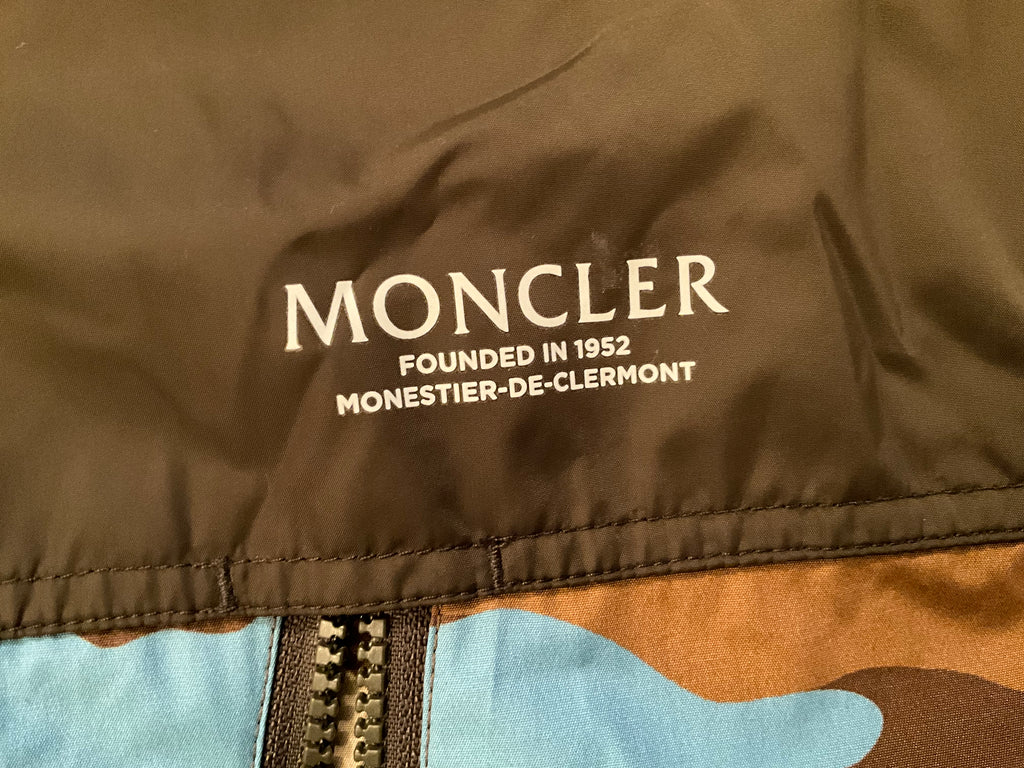 MONCLER
FOUNDED IN 1952
MONESTIER-DE-CLERMONT